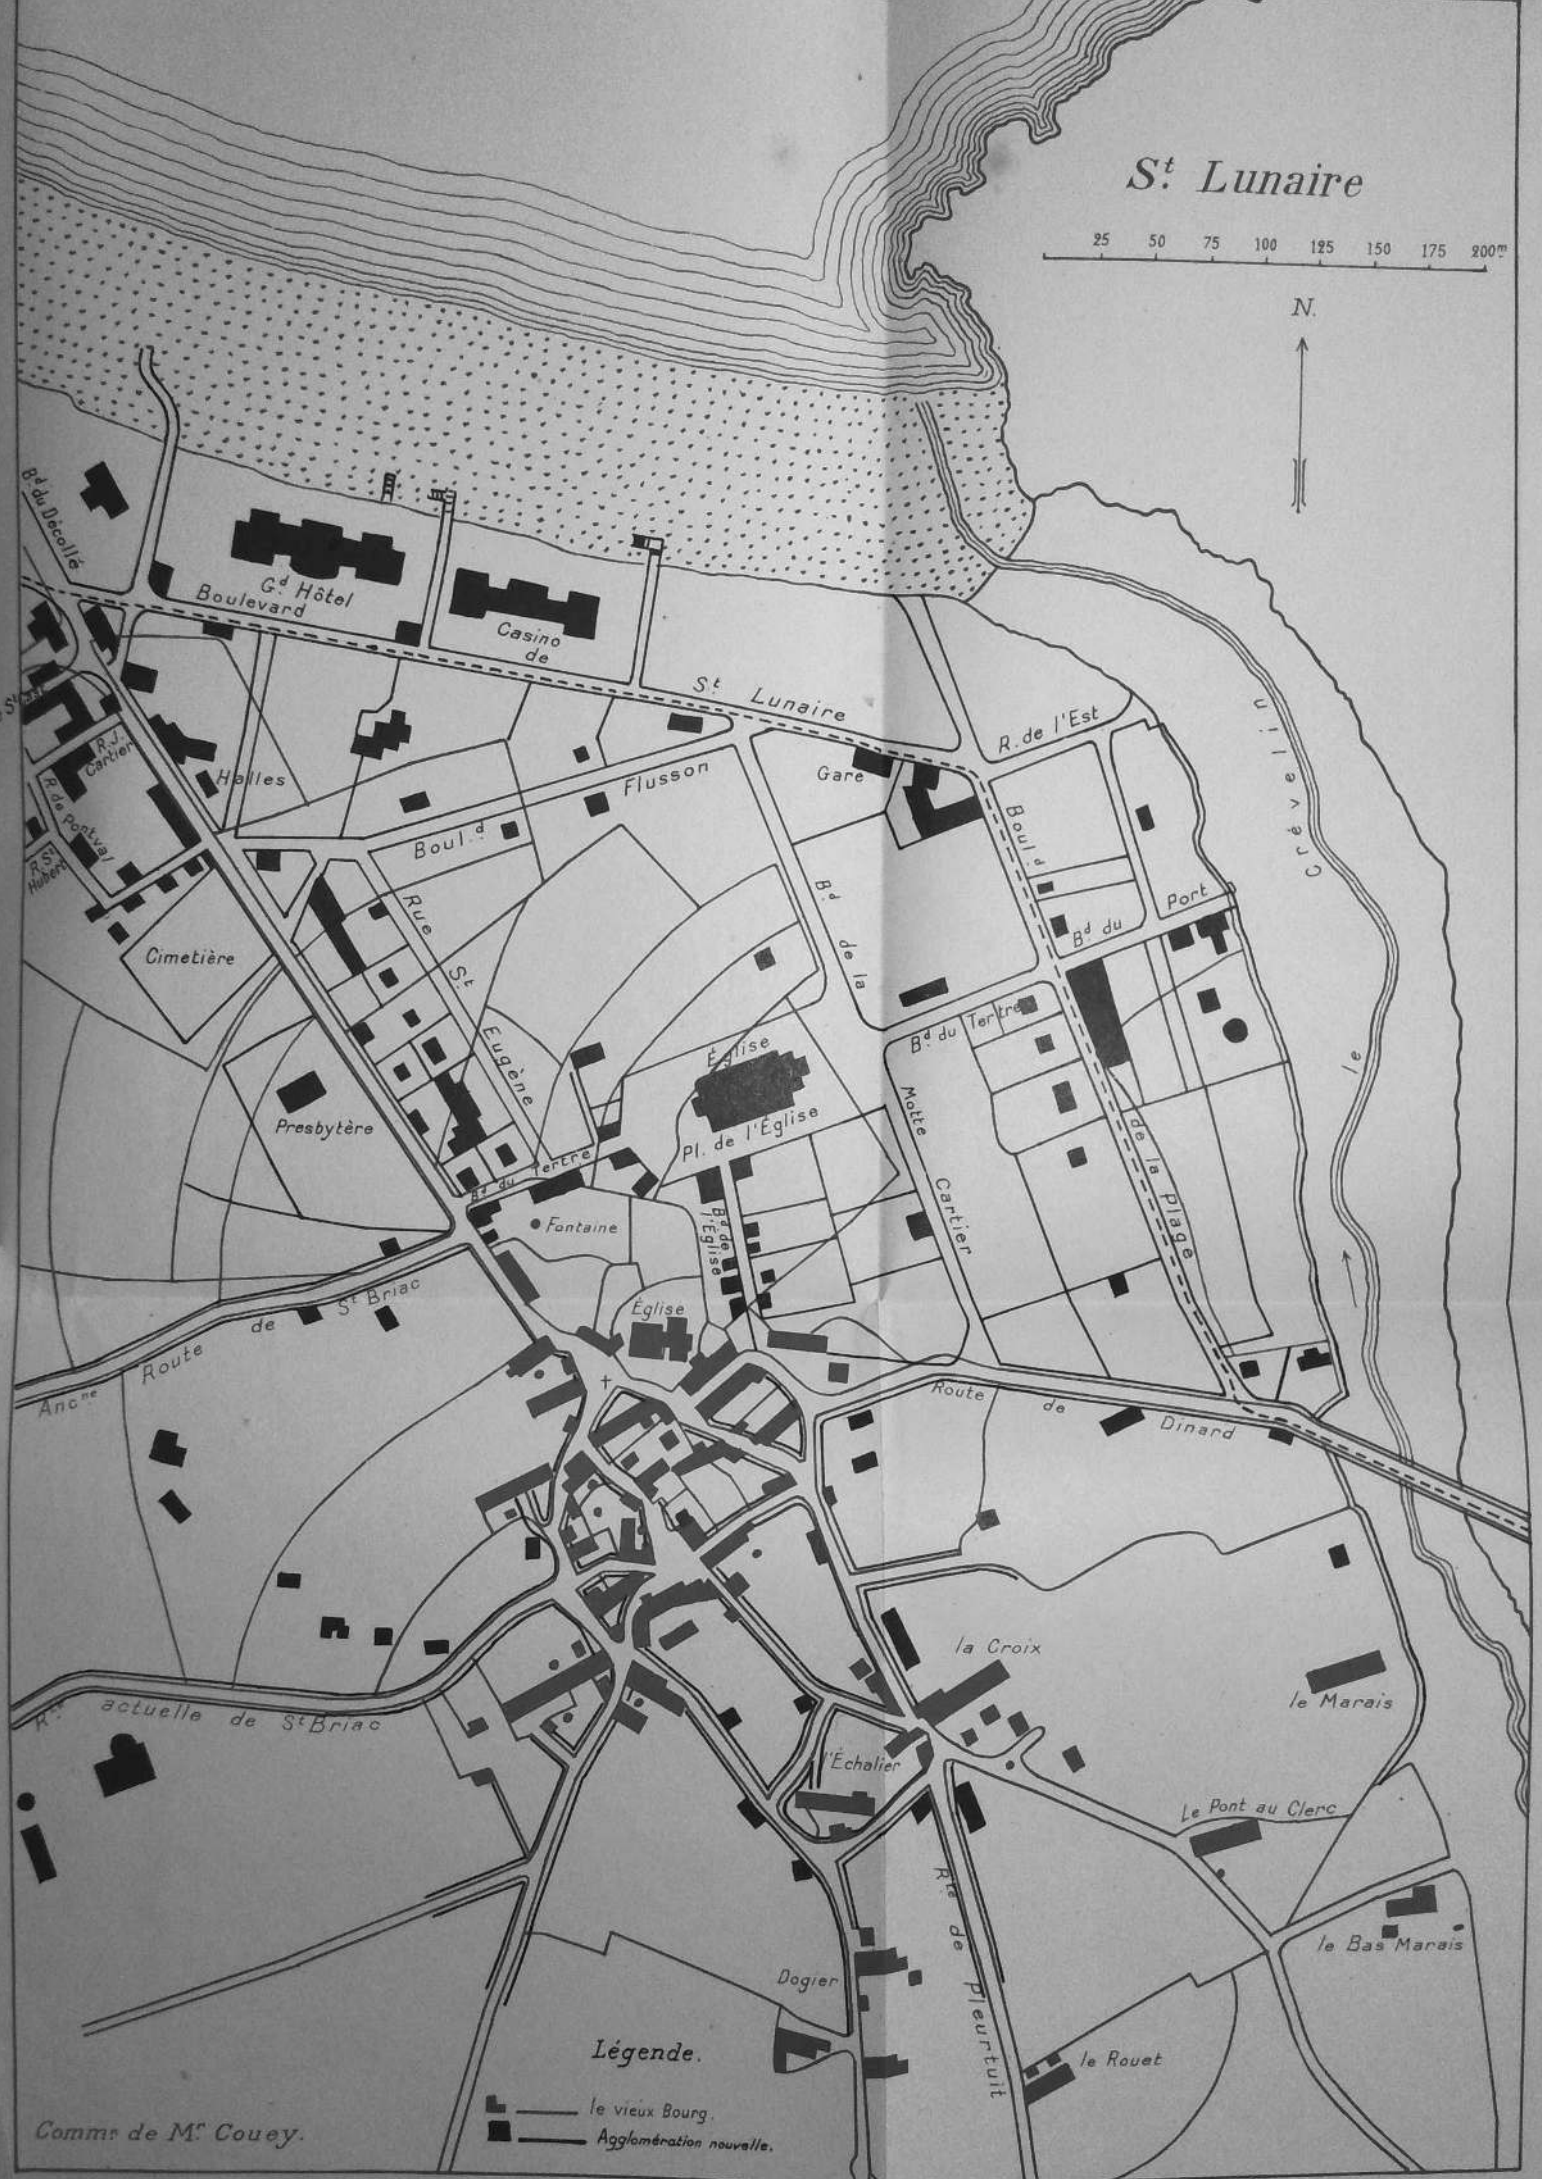 St. Lunaire
25 50 75 100 125 150 175 200m
N.
Bd du Décollé
Gd Hôtel
Boulevard
Casino
de
St Lunaire
R. de l'Est
R. J. Cartier
Halles
Gare
Flusson
Boul.d
R. de Pontval
R. St Hubert
Cimetière
Rue St Eugène
Bd de la Motte Cartier
Boul.d de la Plage
Bd du Port
le Crévelin
Bd du Tertre
Église
Pl. de l'Église
Presbytère
Bd du Tertre
Fontaine
Bd de l'Église
Église
Ancne Route de St Briac
Route de Dinard
la Croix
le Marais
Rte actuelle de St Briac
l'Échalier
Le Pont au Clerc
Rte de Pleurtuit
le Bas Marais
Dogier
le Rouet
Légende.
le vieux Bourg.
Agglomération nouvelle.
Commn de Mr Couey.